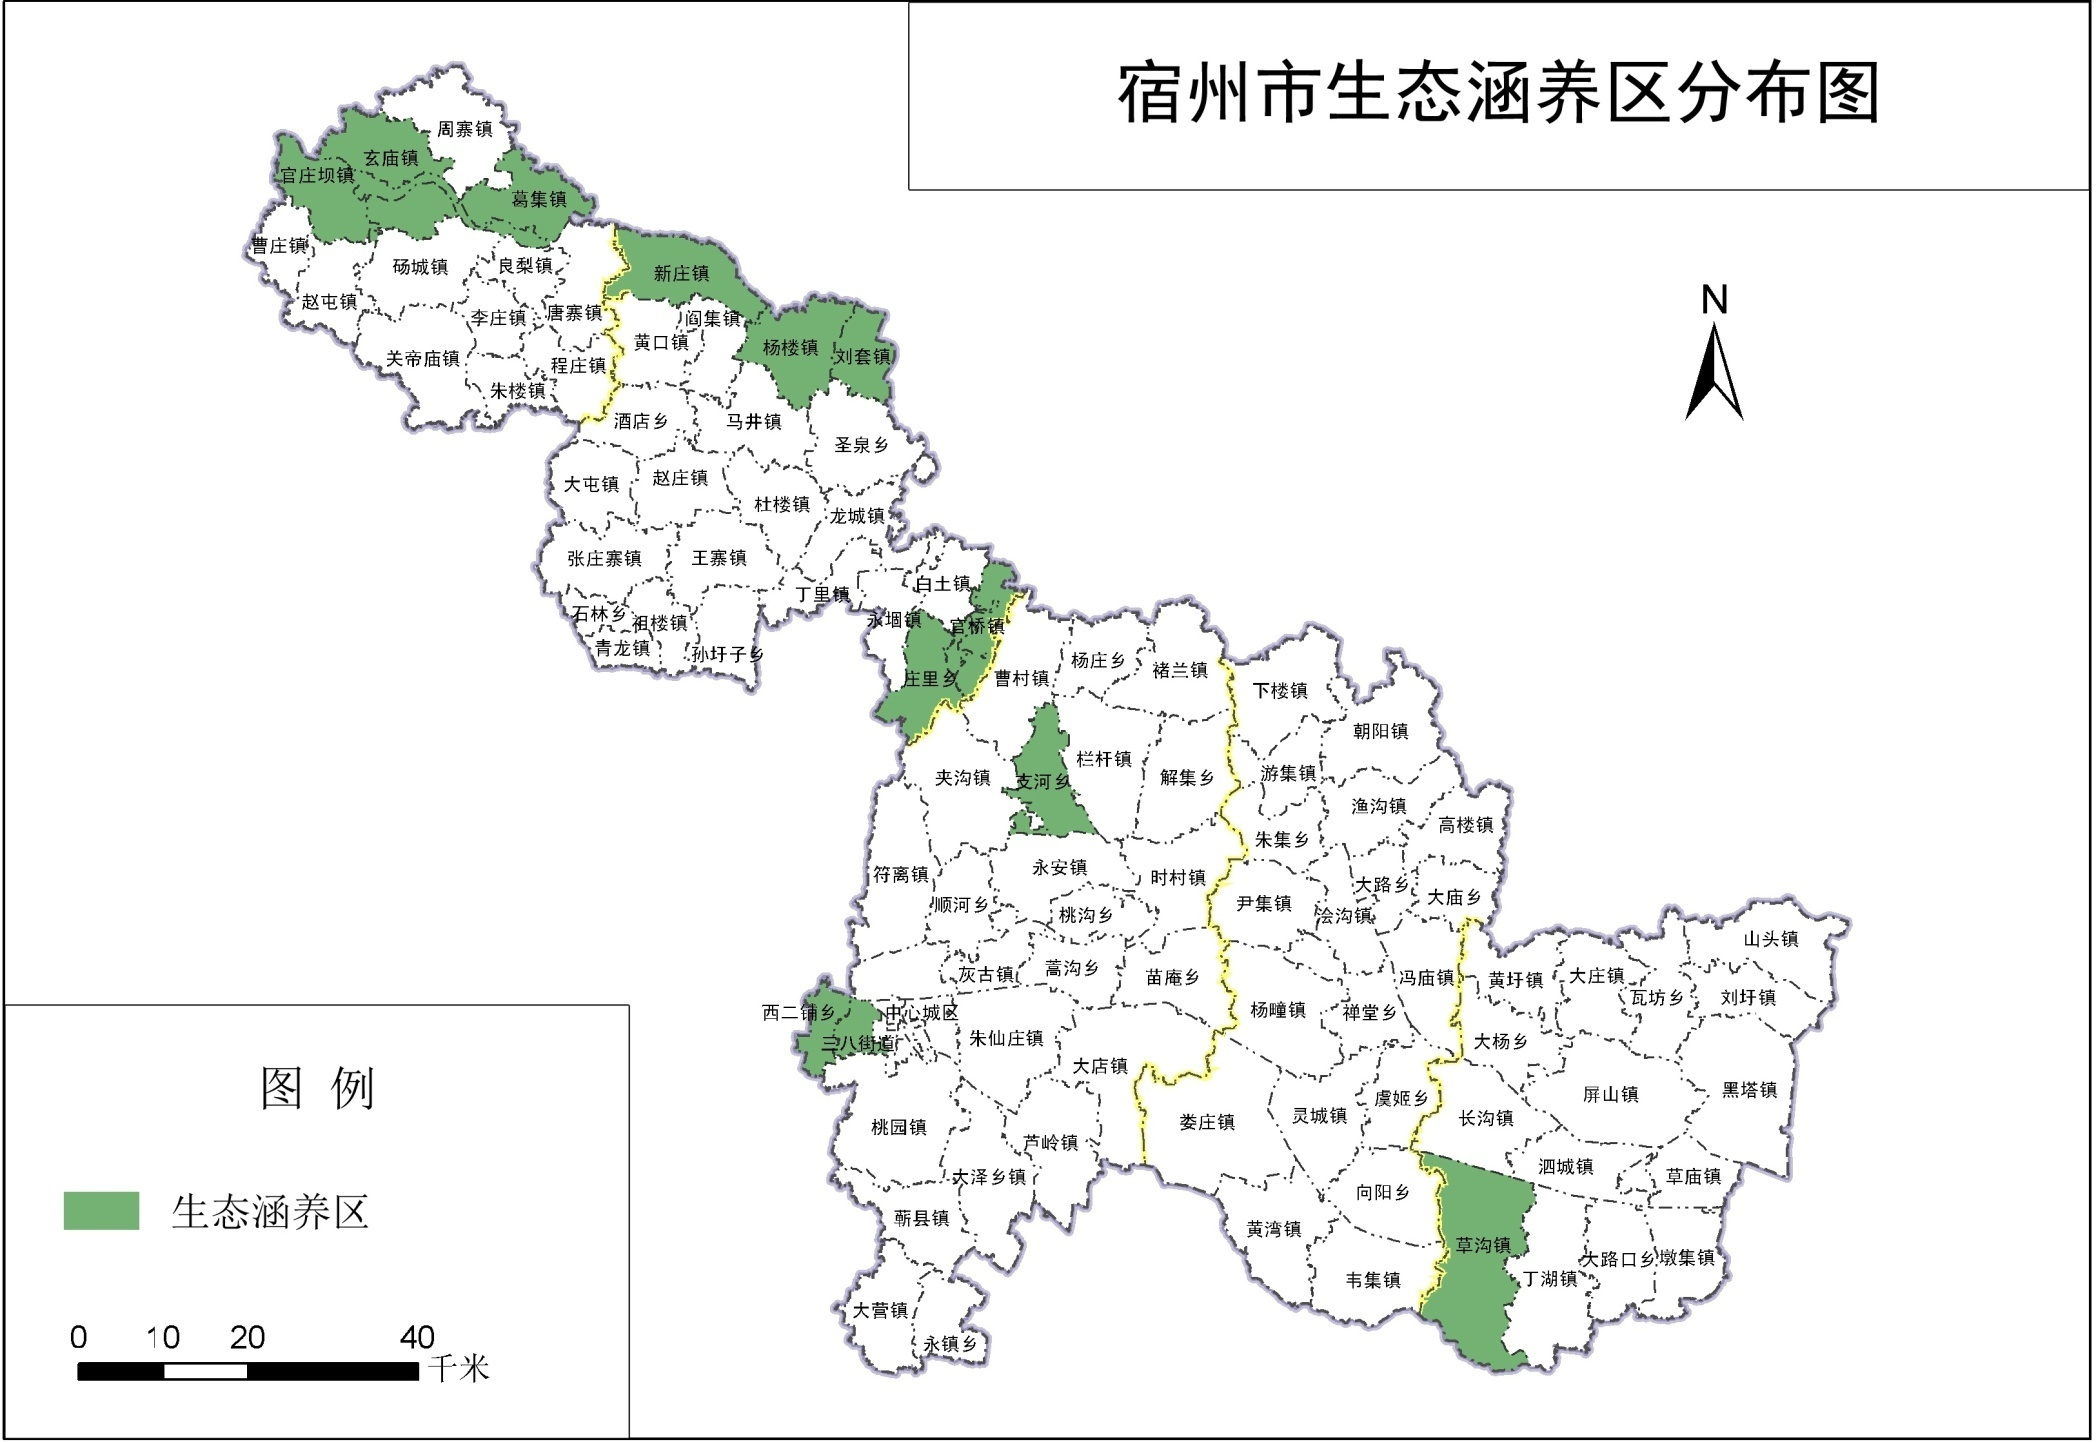 宿州市生态涵养区分布图
周寨镇
玄庙镇
官庄坝镇
葛集镇
曹庄镇
砀城镇
良梨镇
新庄镇
赵屯镇
李庄镇
唐寨镇
阎集镇
黄口镇
杨楼镇
刘套镇
关帝庙镇
程庄镇
朱楼镇
酒店乡
马井镇
圣泉乡
大屯镇
赵庄镇
杜楼镇
龙城镇
张庄寨镇
王寨镇
丁里镇
白土镇
石林乡
祖楼镇
永堌镇
官桥镇
青龙镇
孙圩子乡
庄里乡
曹村镇
杨庄乡
褚兰镇
下楼镇
朝阳镇
夹沟镇
支河乡
栏杆镇
解集乡
游集镇
渔沟镇
高楼镇
朱集乡
符离镇
永安镇
时村镇
大路乡
大庙乡
顺河乡
桃沟乡
尹集镇
浍沟镇
灰古镇
蒿沟乡
苗庵乡
冯庙镇
黄圩镇
大庄镇
瓦坊乡
山头镇
刘圩镇
西二铺乡
中心城区
三八街道
朱仙庄镇
杨疃镇
禅堂乡
大杨乡
大店镇
屏山镇
黑塔镇
桃园镇
芦岭镇
娄庄镇
灵城镇
虞姬乡
长沟镇
大泽乡镇
泗城镇
草庙镇
蕲县镇
向阳乡
黄湾镇
草沟镇
大路口乡
墩集镇
韦集镇
丁湖镇
大营镇
永镇乡
N
图 例
生态涵养区
0 10 20 40
千米